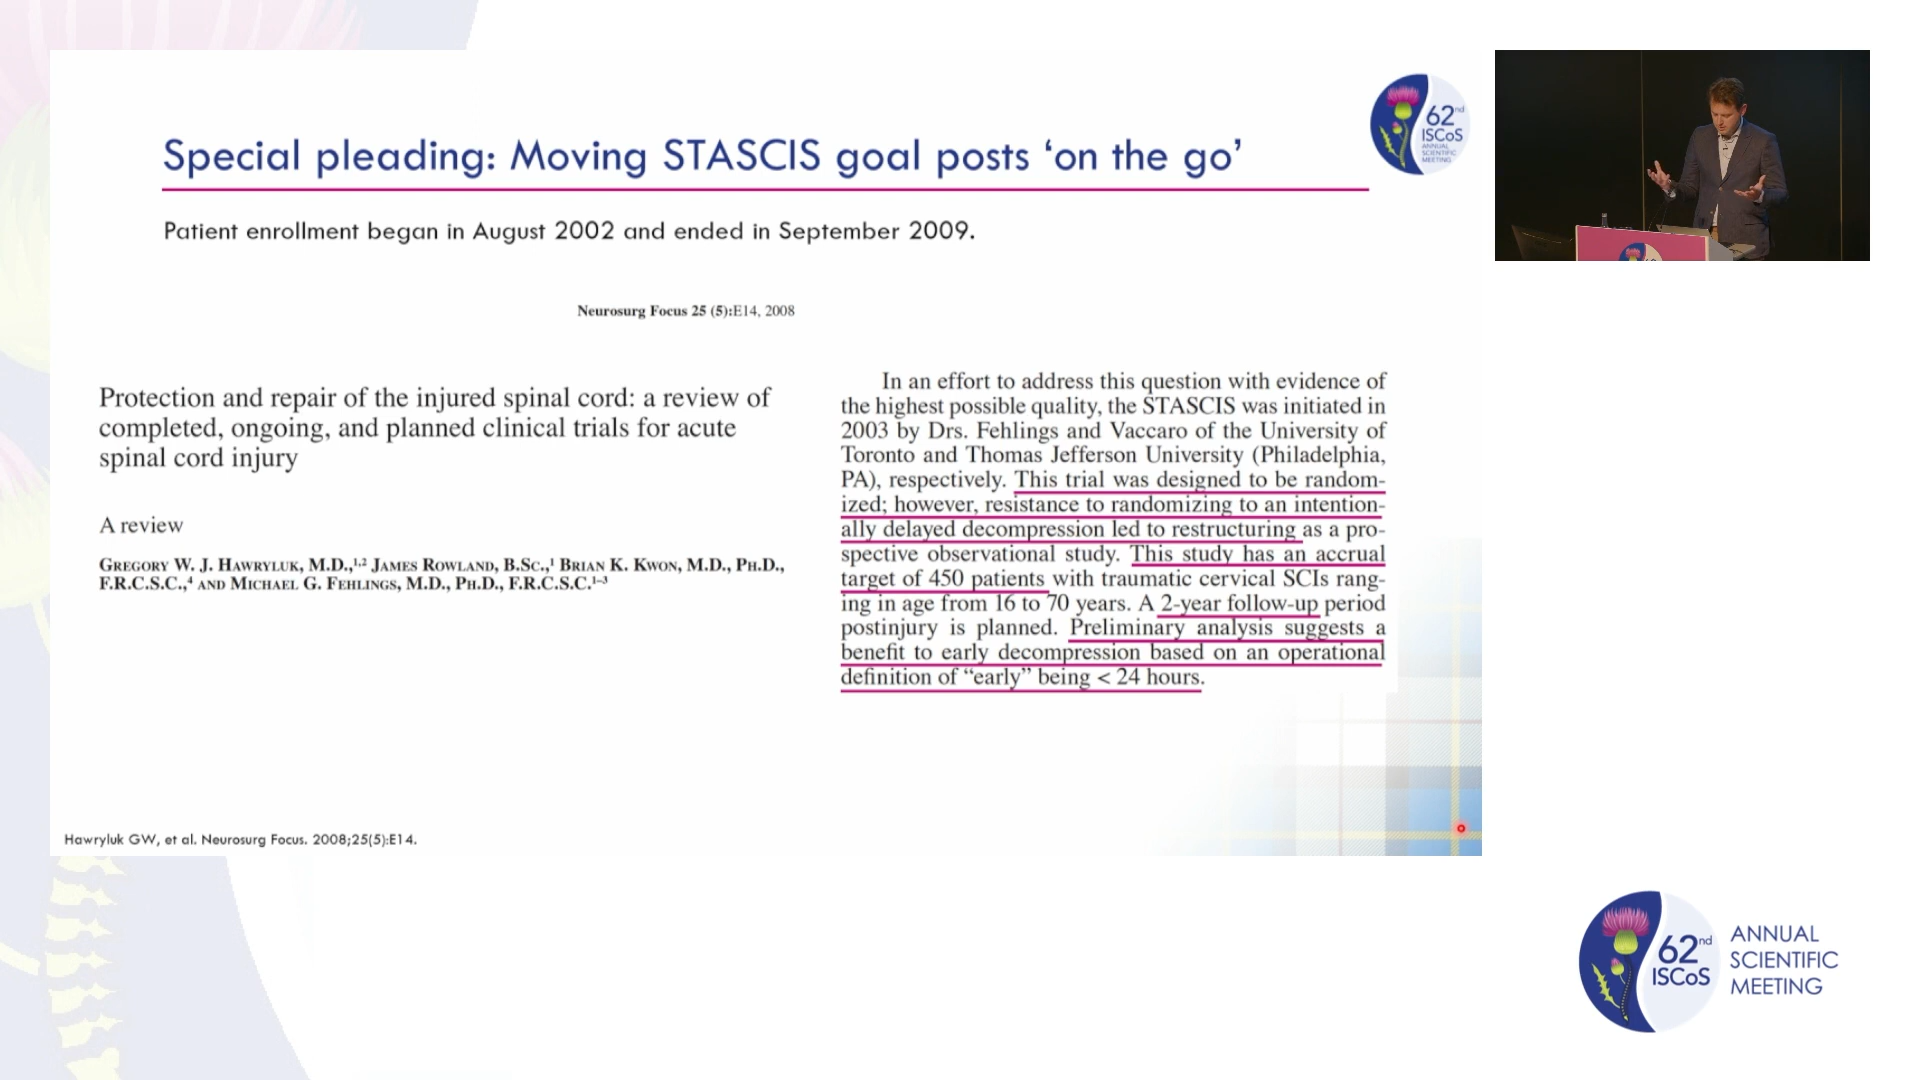 Special pleading: Moving STASCIS goal posts ‘on the go’
62nd
ISCoS
ANNUAL
SCIENTIFIC
MEETING
Patient enrollment began in August 2002 and ended in September 2009.
Neurosurg Focus 25 (5):E14, 2008
Protection and repair of the injured spinal cord: a review of
completed, ongoing, and planned clinical trials for acute
spinal cord injury
A review
GREGORY W. J. HAWRYLUK, M.D.,1,2 JAMES ROWLAND, B.SC.,1 BRIAN K. KWON, M.D., PH.D.,
F.R.C.S.C.,4 AND MICHAEL G. FEHLINGS, M.D., PH.D., F.R.C.S.C.1–3
In an effort to address this question with evidence of
the highest possible quality, the STASCIS was initiated in
2003 by Drs. Fehlings and Vaccaro of the University of
Toronto and Thomas Jefferson University (Philadelphia,
PA), respectively. This trial was designed to be random-
ized; however, resistance to randomizing to an intention-
ally delayed decompression led to restructuring as a pro-
spective observational study. This study has an accrual
target of 450 patients with traumatic cervical SCIs rang-
ing in age from 16 to 70 years. A 2-year follow-up period
postinjury is planned. Preliminary analysis suggests a
benefit to early decompression based on an operational
definition of “early” being < 24 hours.
Hawryluk GW, et al. Neurosurg Focus. 2008;25(5):E14.
62nd
ISCoS
ANNUAL
SCIENTIFIC
MEETING